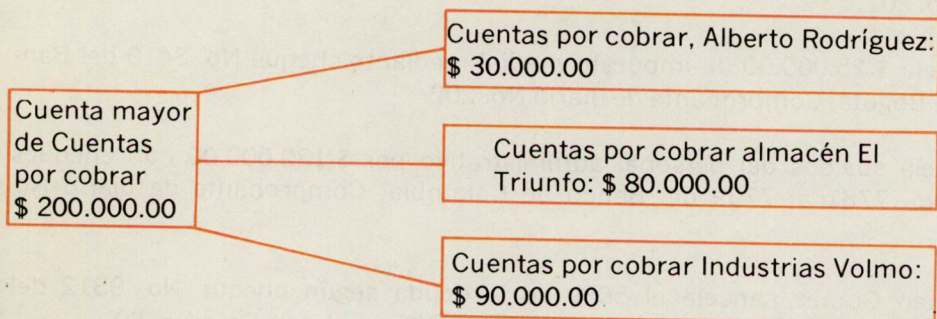 Cuentas por cobrar, Alberto Rodríguez:
$ 30.000.00
Cuenta mayor
de Cuentas
por cobrar
$ 200.000.00
Cuentas por cobrar almacén El
Triunfo: $ 80.000.00
Cuentas por cobrar Industrias Volmo:
$ 90.000.00